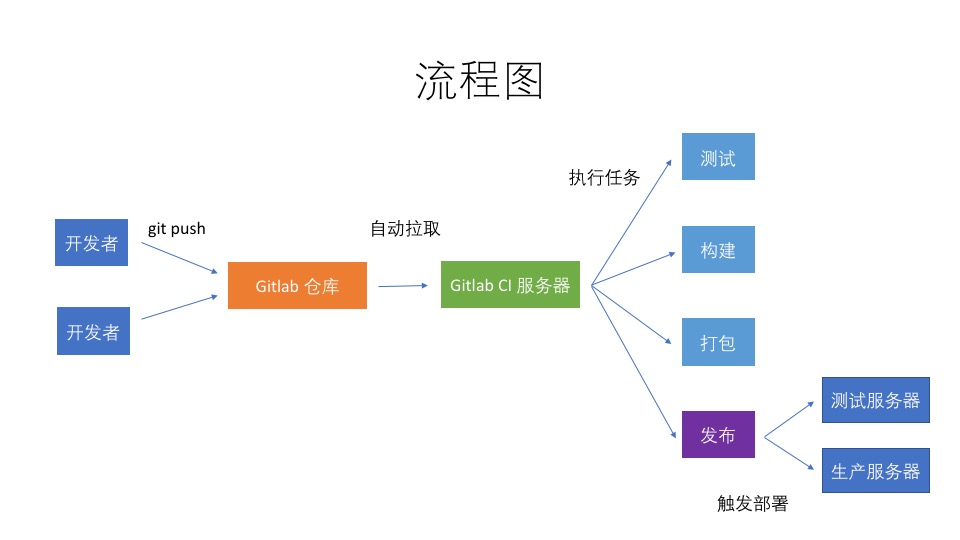 流程图
开发者
git push
开发者
Gitlab 仓库
自动拉取
Gitlab CI 服务器
执行任务
测试
构建
打包
发布
触发部署
测试服务器
生产服务器